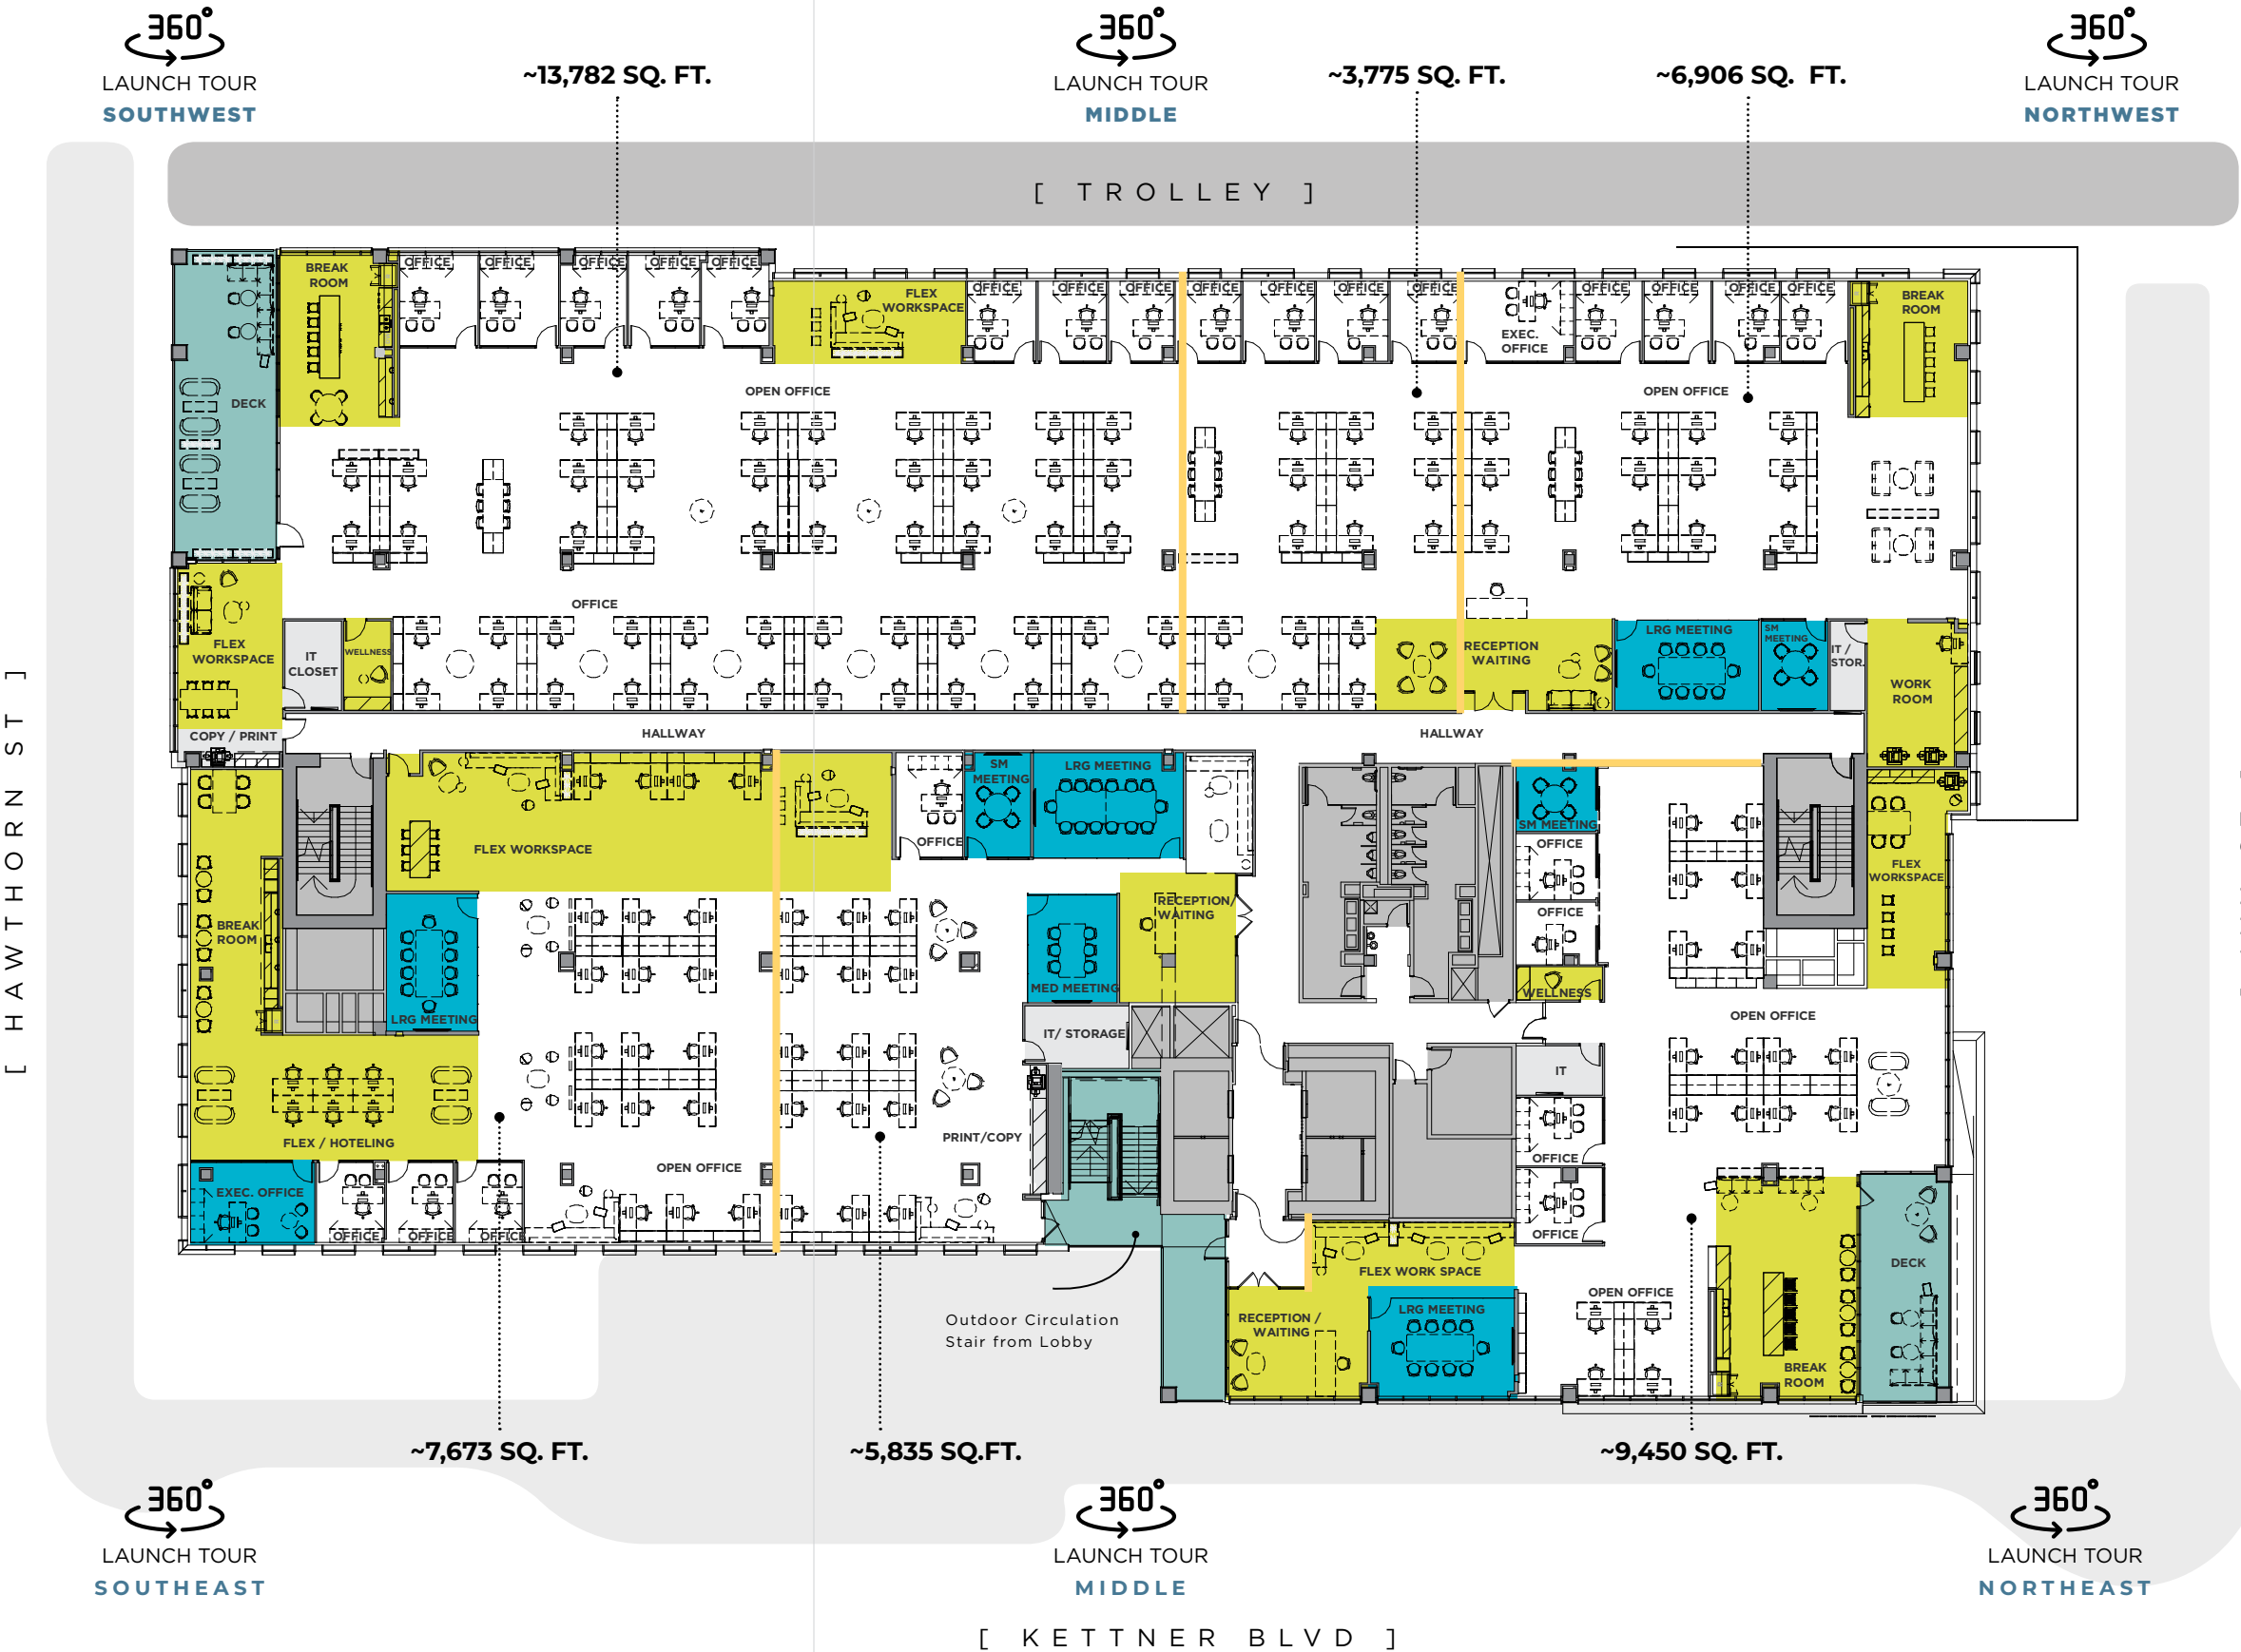 360°
LAUNCH TOUR
SOUTHWEST
~13,782 SQ. FT.
360°
LAUNCH TOUR
MIDDLE
~3,775 SQ. FT.
~6,906 SQ. FT.
360°
LAUNCH TOUR
NORTHWEST
[ TROLLEY ]
BREAK
ROOM
OFFICE
OFFICE
OFFICE
OFFICE
OFFICE
FLEX
WORKSPACE
OFFICE
OFFICE
OFFICE
OFFICE
OFFICE
OFFICE
OFFICE
EXEC.
OFFICE
OFFICE
OFFICE
OFFICE
OFFICE
BREAK
ROOM
DECK
OPEN OFFICE
OPEN OFFICE
OFFICE
FLEX
WORKSPACE
IT
CLOSET
WELLNESS
RECEPTION
WAITING
LRG MEETING
SM
MEETING
IT /
STOR.
WORK
ROOM
COPY / PRINT
HALLWAY
HALLWAY
[ HAWTHORN ST ]
FLEX WORKSPACE
OFFICE
SM
MEETING
LRG MEETING
SM MEETING
OFFICE
OFFICE
WELLNESS
FLEX
WORKSPACE
BREAK
ROOM
LRG MEETING
RECEPTION/
WAITING
MED MEETING
IT/ STORAGE
OPEN OFFICE
IT
OFFICE
OFFICE
FLEX / HOTELING
PRINT/COPY
OPEN OFFICE
EXEC. OFFICE
OFFICE
OFFICE
OFFICE
FLEX WORK SPACE
RECEPTION /
WAITING
LRG MEETING
OPEN OFFICE
BREAK
ROOM
DECK
Outdoor Circulation
Stair from Lobby
~7,673 SQ. FT.
~5,835 SQ.FT.
~9,450 SQ. FT.
360°
LAUNCH TOUR
SOUTHEAST
360°
LAUNCH TOUR
MIDDLE
360°
LAUNCH TOUR
NORTHEAST
[ KETTNER BLVD ]